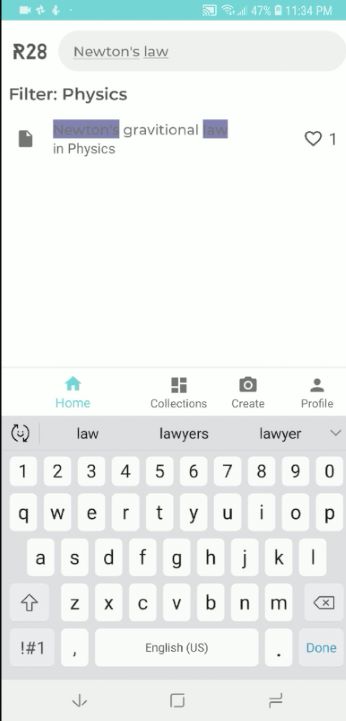 47% 11:34 PM
R28 Newton's law
Filter: Physics
Newton's gravitional law
in Physics
1
Home Collections Create Profile
law lawyers lawyer
1 2 3 4 5 6 7 8 9 0
q w e r t y u i o p
a s d f g h j k l
z x c v b n m
!#1 , English (US) . Done